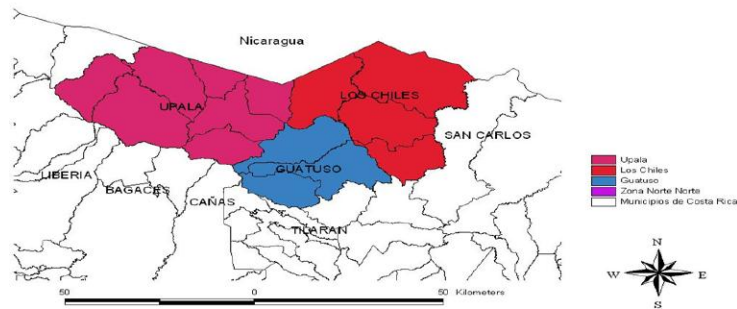 Nicaragua
LOS CHILES
UPALA
SAN CARLOS
GUATUSO
LIBERIA
BAGACES
CAÑAS
TILARAN
Upala
Los Chiles
Guatuso
Zona Norte Norte
Municipios de Costa Rica
N
W E
S
50 0 50 Kilometers